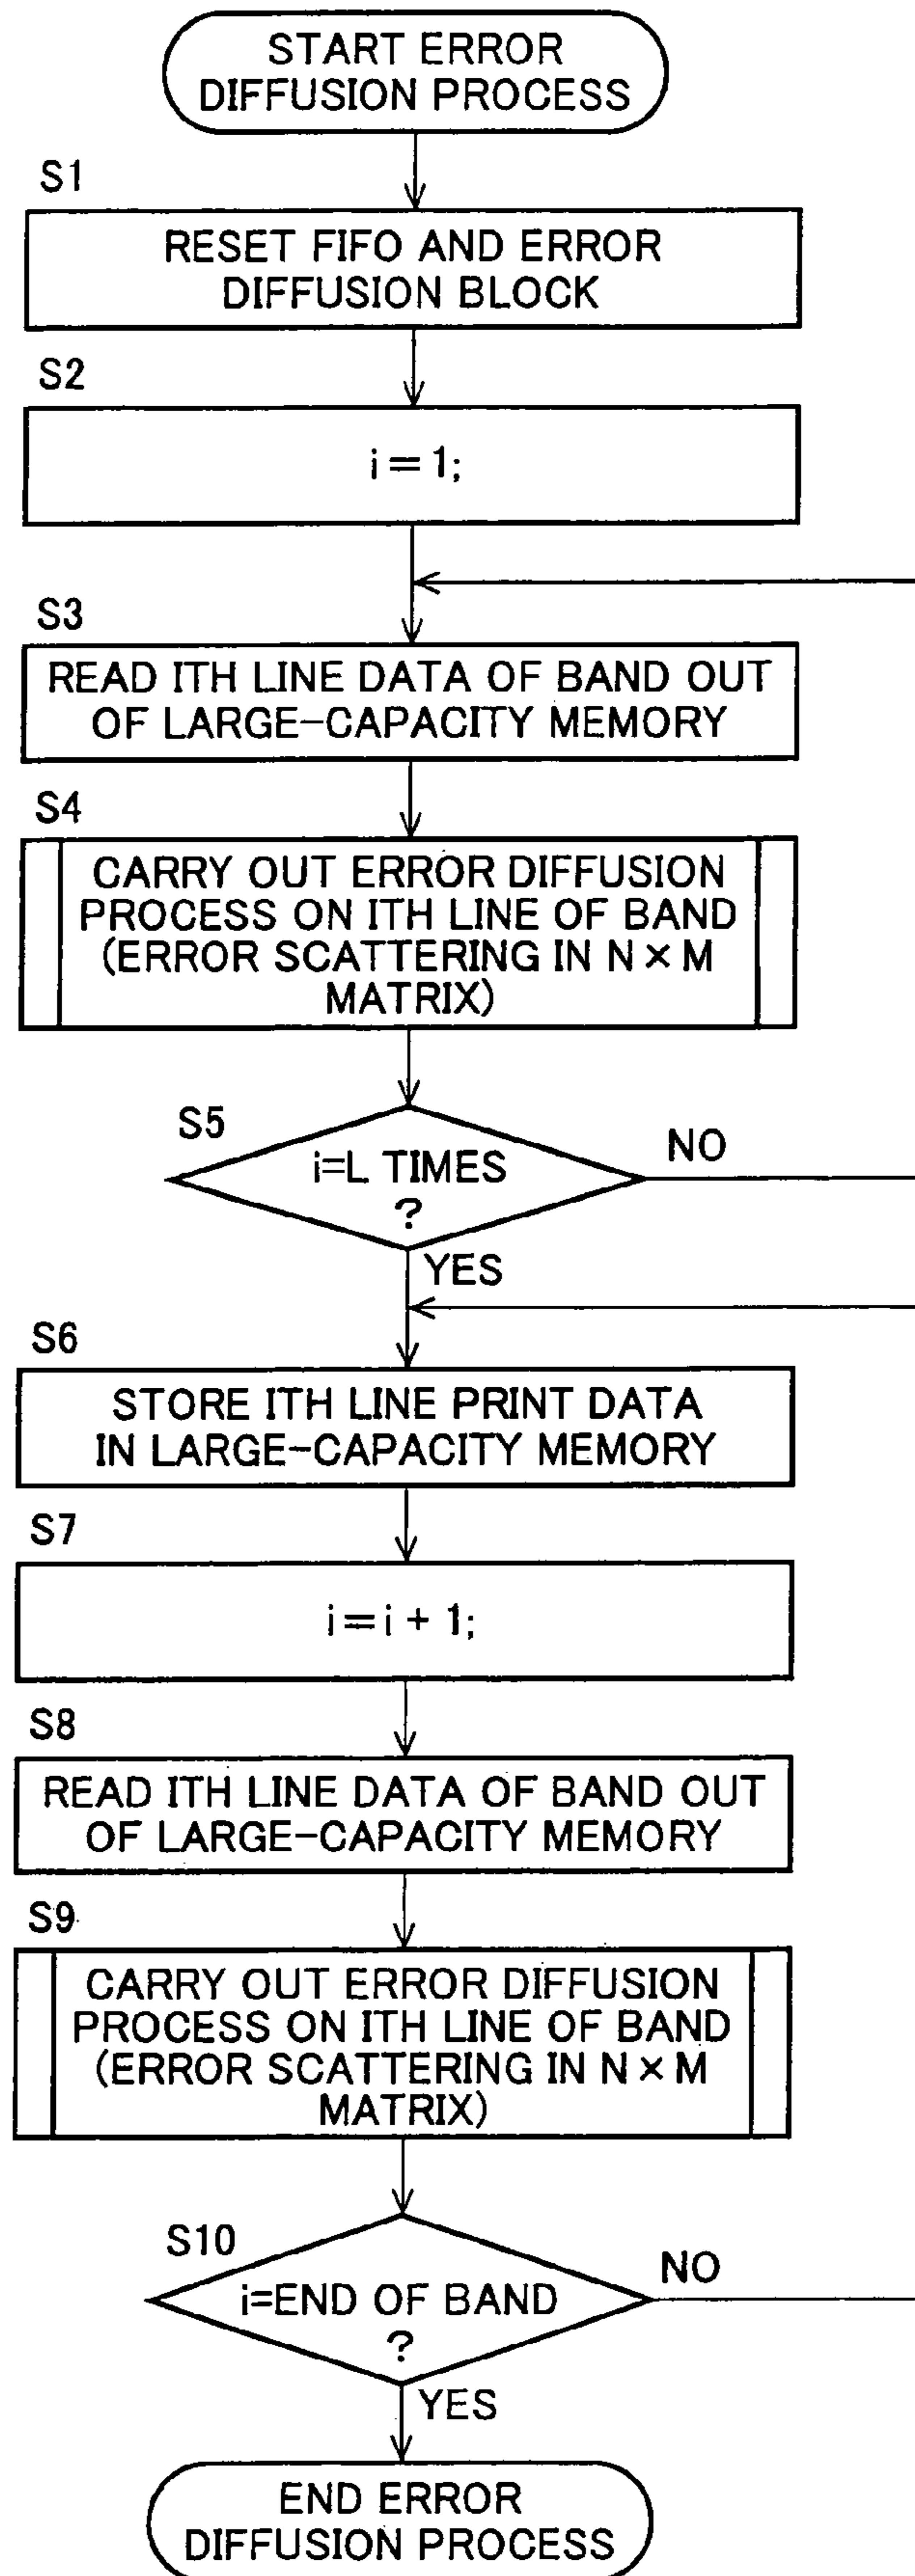 START ERROR
DIFFUSION PROCESS
S1
RESET FIFO AND ERROR
DIFFUSION BLOCK
S2
i = 1;
S3
READ ITH LINE DATA OF BAND OUT
OF LARGE-CAPACITY MEMORY
S4
CARRY OUT ERROR DIFFUSION
PROCESS ON ITH LINE OF BAND
(ERROR SCATTERING IN N × M
MATRIX)
S5
i=L TIMES
?
NO
YES
S6
STORE ITH LINE PRINT DATA
IN LARGE-CAPACITY MEMORY
S7
i = i + 1;
S8
READ ITH LINE DATA OF BAND OUT
OF LARGE-CAPACITY MEMORY
S9
CARRY OUT ERROR DIFFUSION
PROCESS ON ITH LINE OF BAND
(ERROR SCATTERING IN N × M
MATRIX)
S10
i=END OF BAND
?
NO
YES
END ERROR
DIFFUSION PROCESS